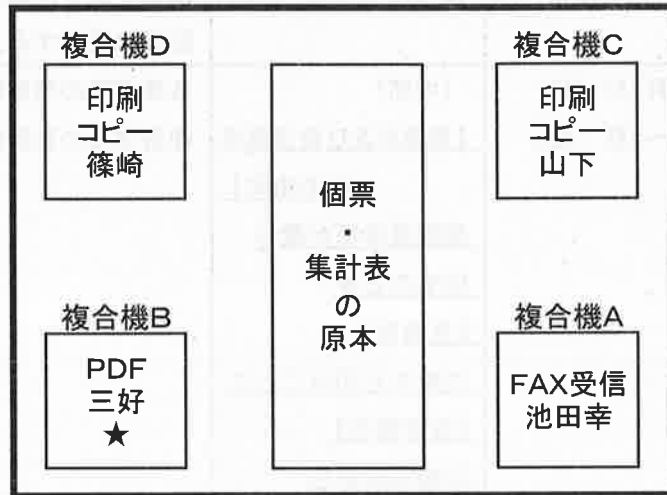 複合機D
印刷
コピー
篠崎
複合機C
印刷
コピー
山下
個票
・
集計表
の
原本
複合機B
PDF
三好
★
複合機A
FAX受信
池田幸